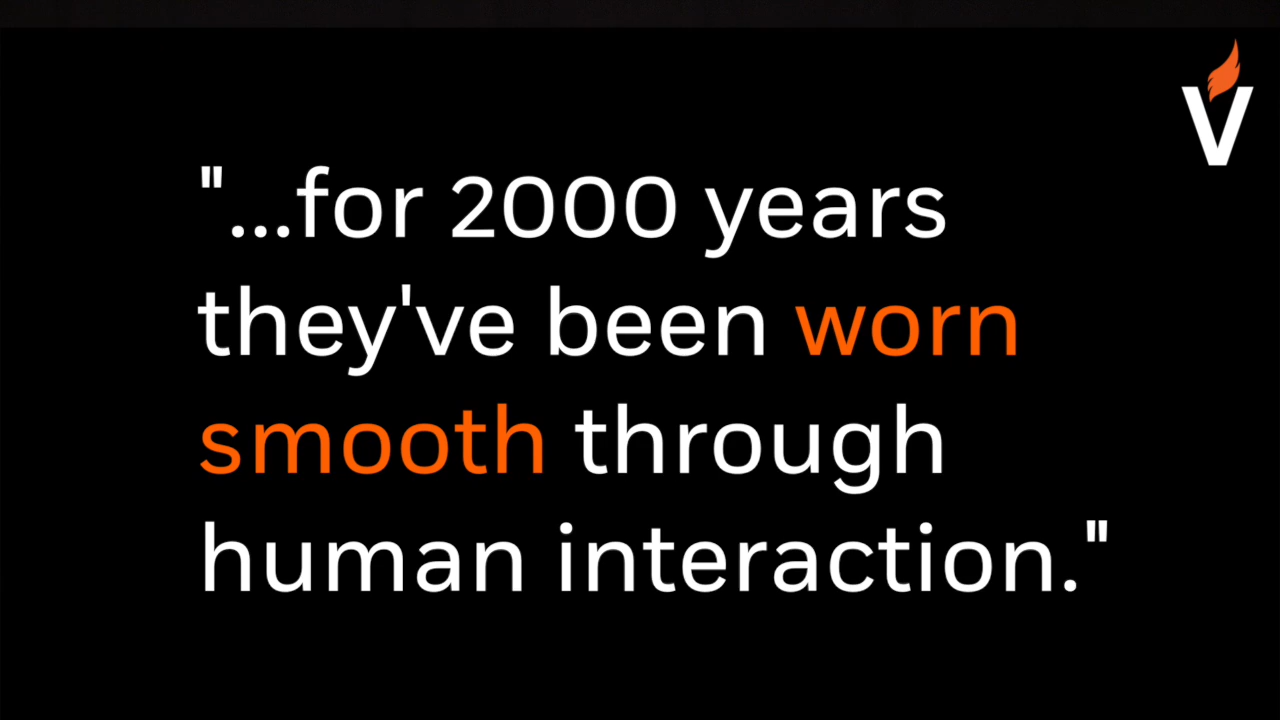 V
"...for 2000 years
they've been worn
smooth through
human interaction."